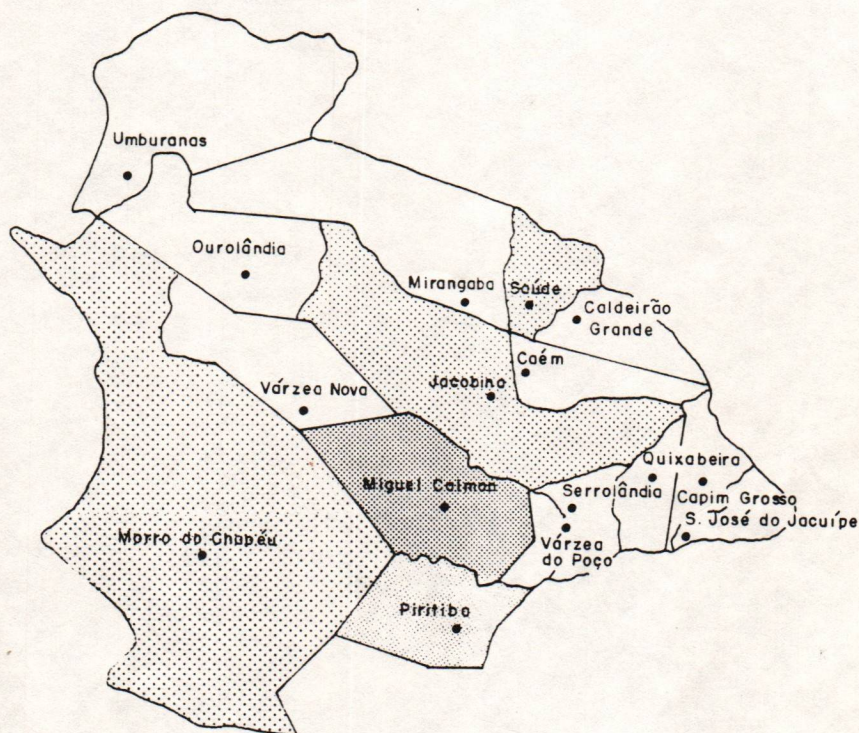 Umburanas
Ourolândia
Mirangaba
Saúde
Caldeirão
Grande
Caém
Várzea Nova
Jacobina
Quixabeira
Miguel Calmon
Serrolândia
Capim Grosso
S. José do Jacuípe
Morro do Chapéu
Várzea
do Poço
Piritiba